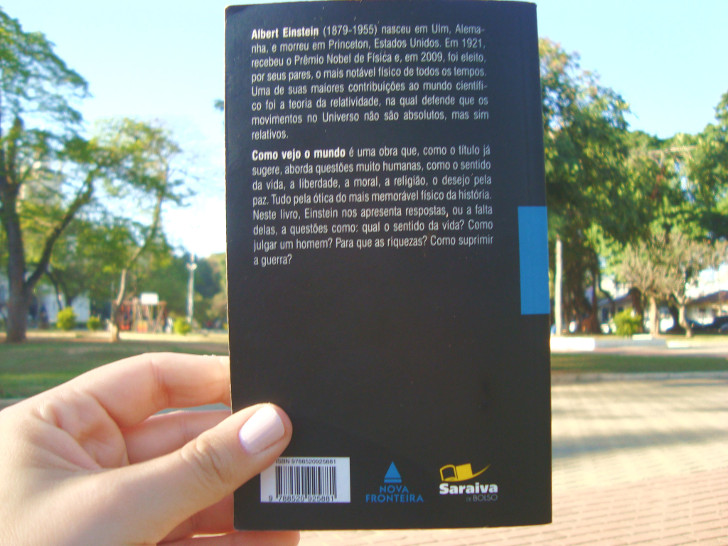 Albert Einstein (1879-1955) nasceu em Ulm, Alema-
nha, e morreu em Princeton, Estados Unidos. Em 1921,
recebeu o Prêmio Nobel de Física e, em 2009, foi eleito,
por seus pares, o mais notável físico de todos os tempos.
Uma de suas maiores contribuições ao mundo científi-
co foi a teoria da relatividade, na qual defende que os
movimentos no Universo não são absolutos, mas sim
relativos.
Como vejo o mundo é uma obra que, como o título já
sugere, aborda questões muito humanas, como o sentido
da vida, a liberdade, a moral, a religião, o desejo pela
paz. Tudo pela ótica do mais memorável físico da história.
Neste livro, Einstein nos apresenta respostas, ou a falta
delas, a questões como: qual o sentido da vida? Como
julgar um homem? Para que as riquezas? Como suprimir
a guerra?
ISBN 9788520925881
9 788520 925881
NOVA
FRONTEIRA
Saraiva
DE BOLSO